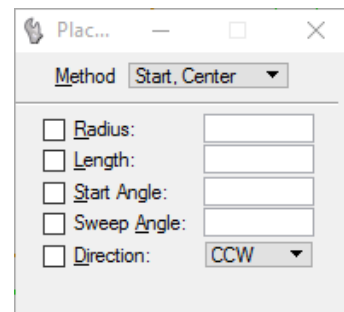 Plac...
Method Start, Center
Radius:
Length:
Start Angle:
Sweep Angle:
Direction: CCW